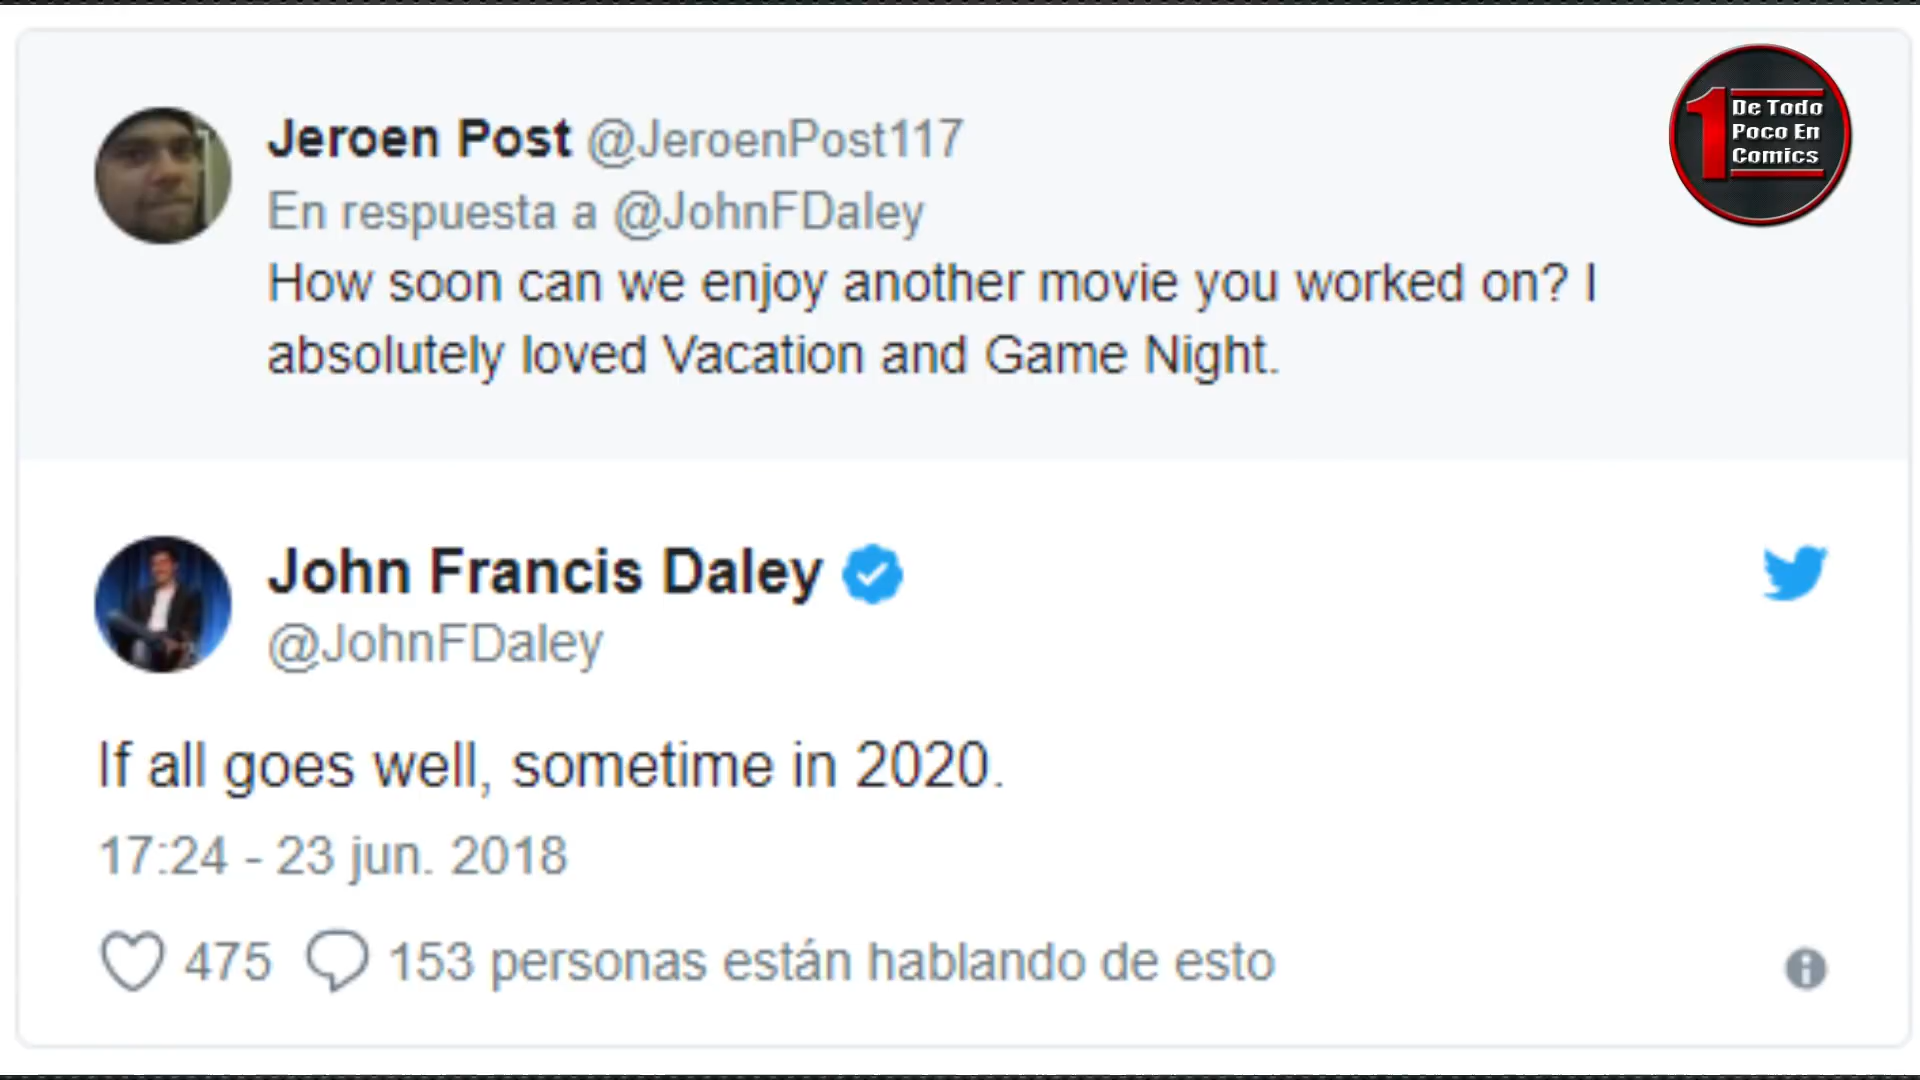 Jeroen Post @JeroenPost117
En respuesta a @JohnFDaley
How soon can we enjoy another movie you worked on? I
absolutely loved Vacation and Game Night.
1 De Todo
Poco En
Comics
John Francis Daley
@JohnFDaley
If all goes well, sometime in 2020.
17:24 - 23 jun. 2018
475 153 personas están hablando de esto